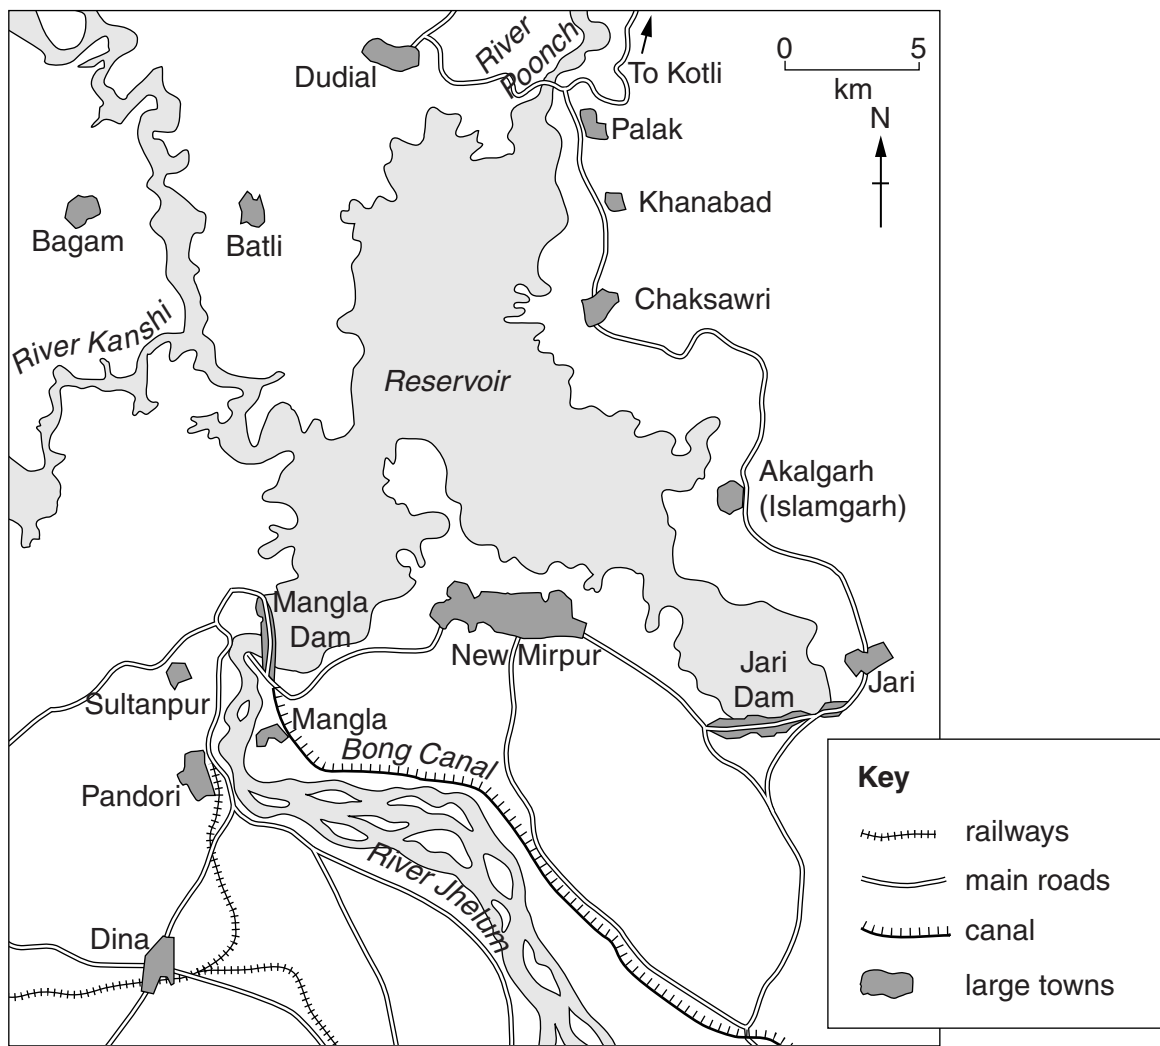 Dudial
River
Poonch
To Kotli
0 5
km
N
Palak
Khanabad
Bagam
Batli
Chaksawri
River Kanshi
Reservoir
Akalgarh
(Islamgarh)
Mangla
Dam
New Mirpur
Jari
Dam
Jari
Sultanpur
Mangla
Bong Canal
Pandori
River Jhelum
Dina
Key
railways
main roads
canal
large towns